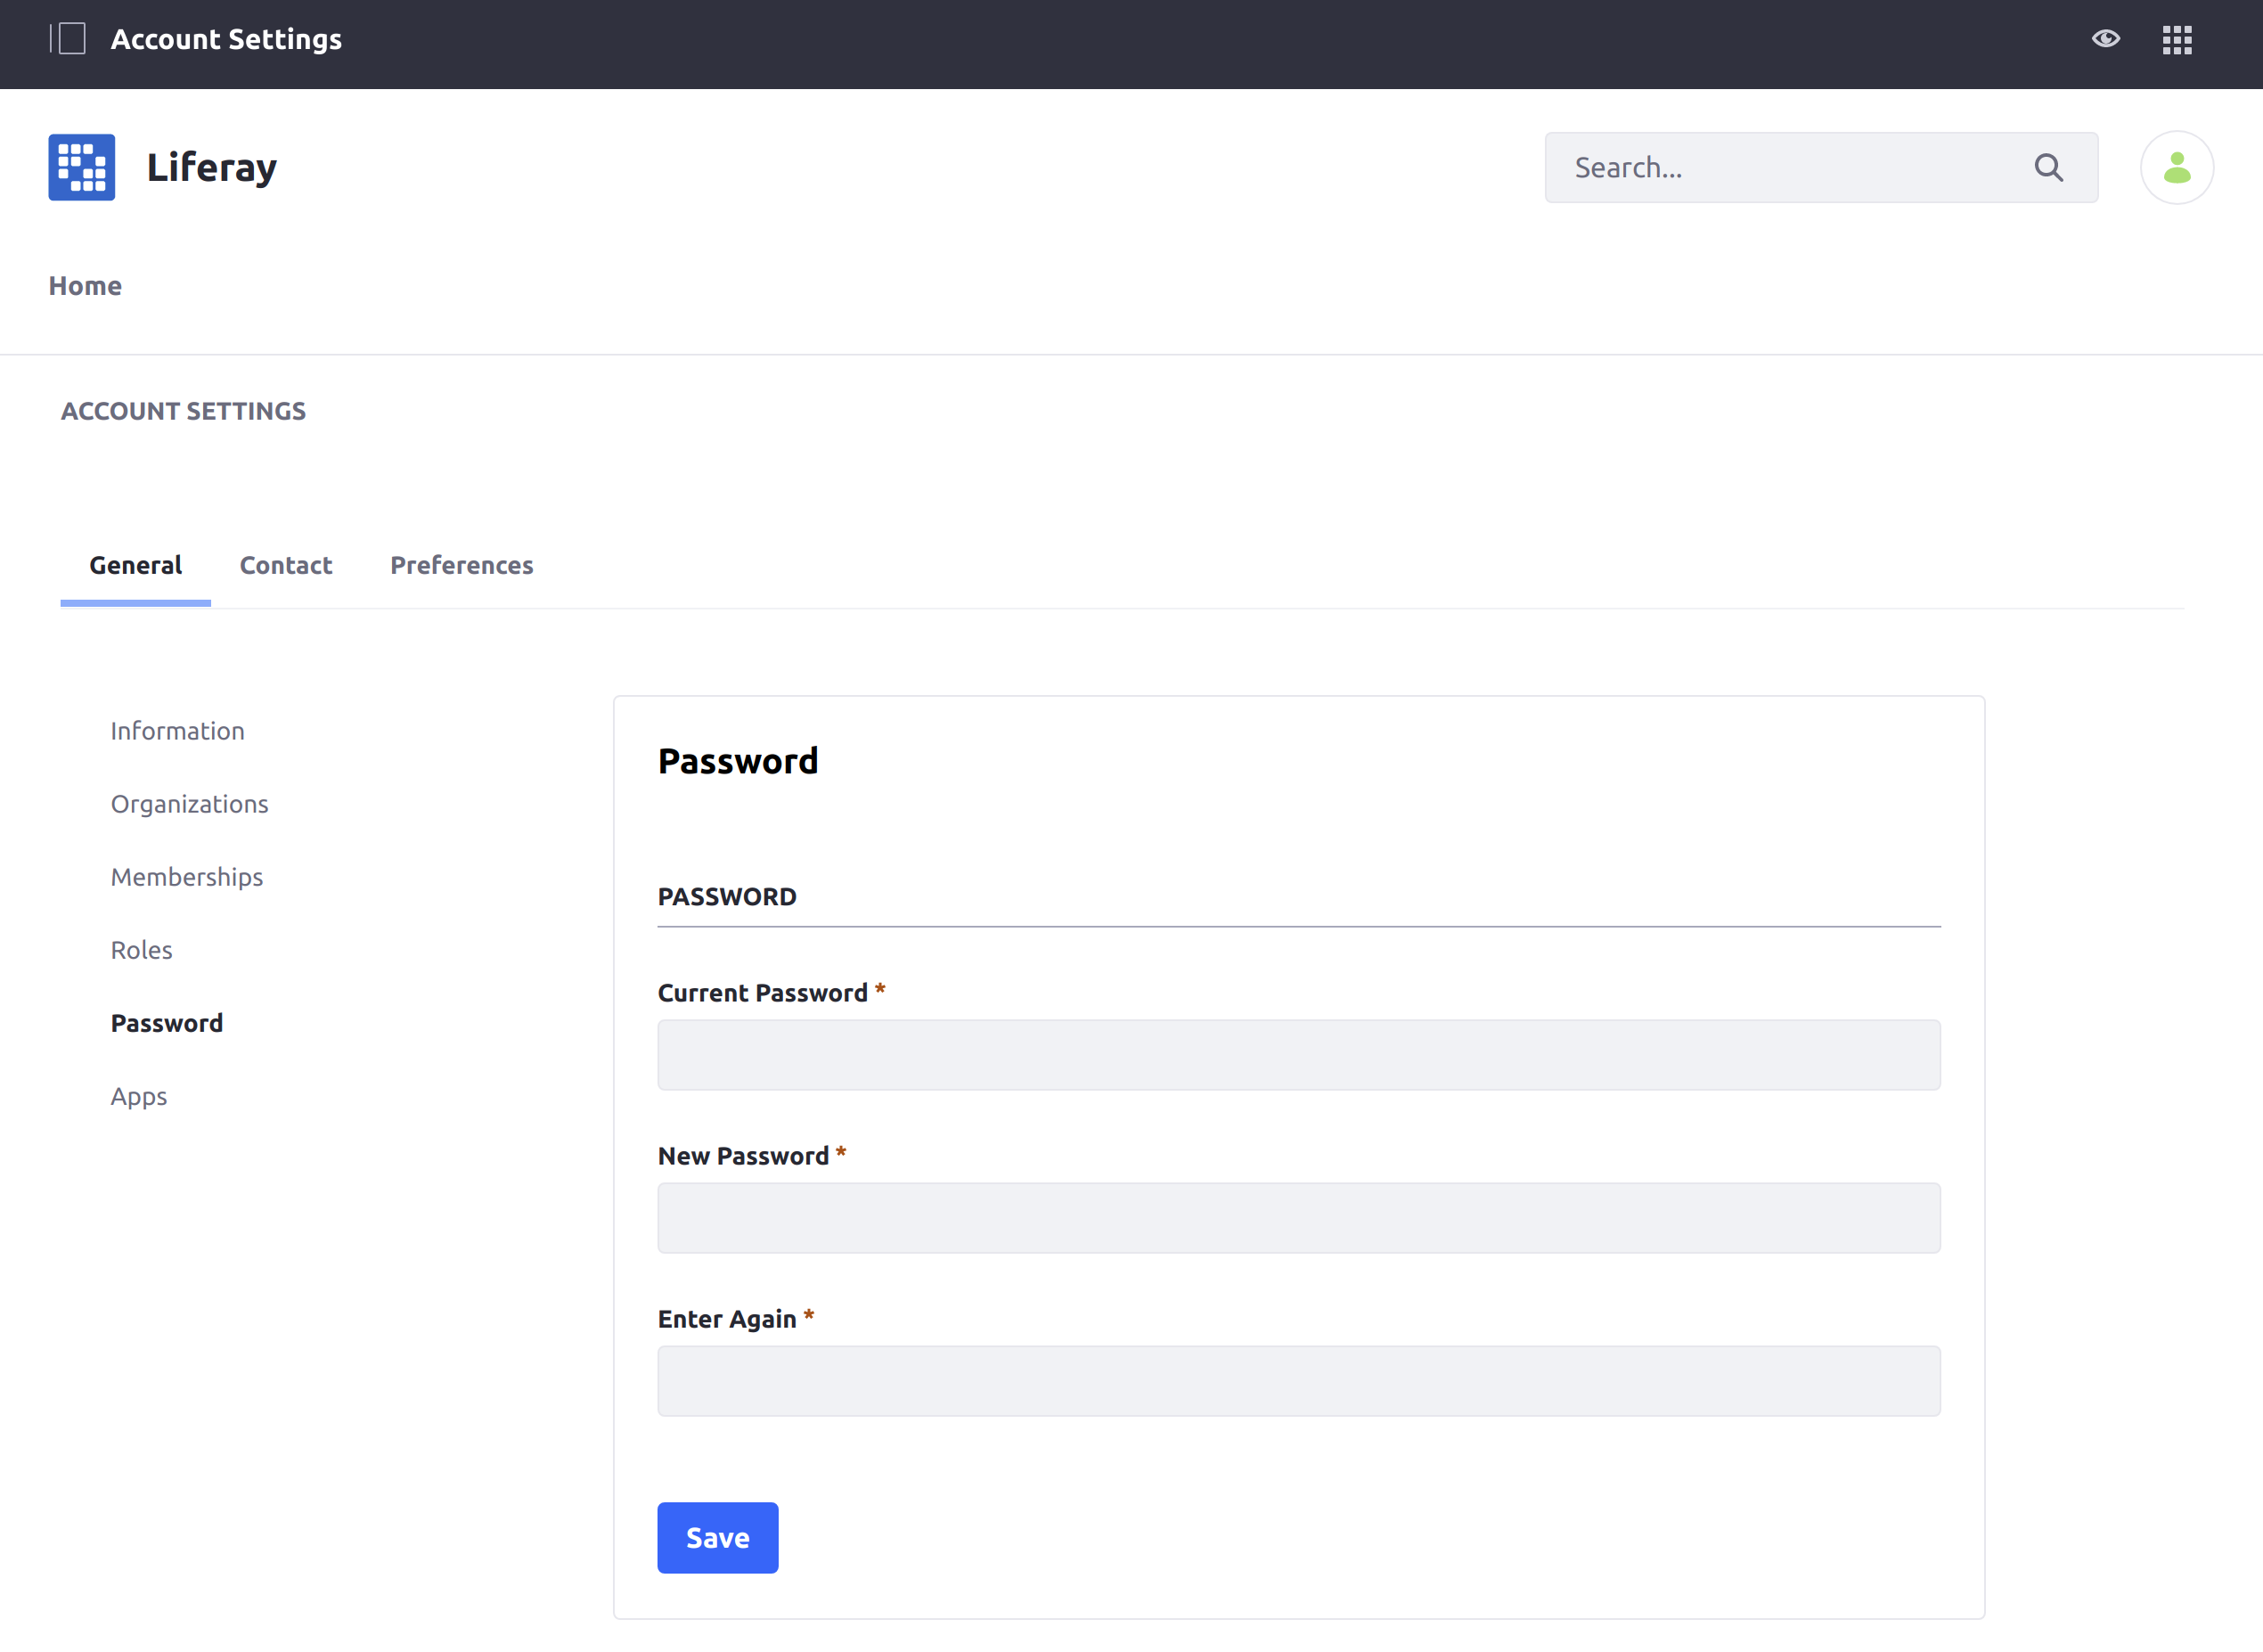 Account Settings
Liferay
Search...
Home
ACCOUNT SETTINGS
General Contact Preferences
Information
Organizations
Memberships
Roles
Password
Apps
Password
PASSWORD
Current Password *
New Password *
Enter Again *
Save